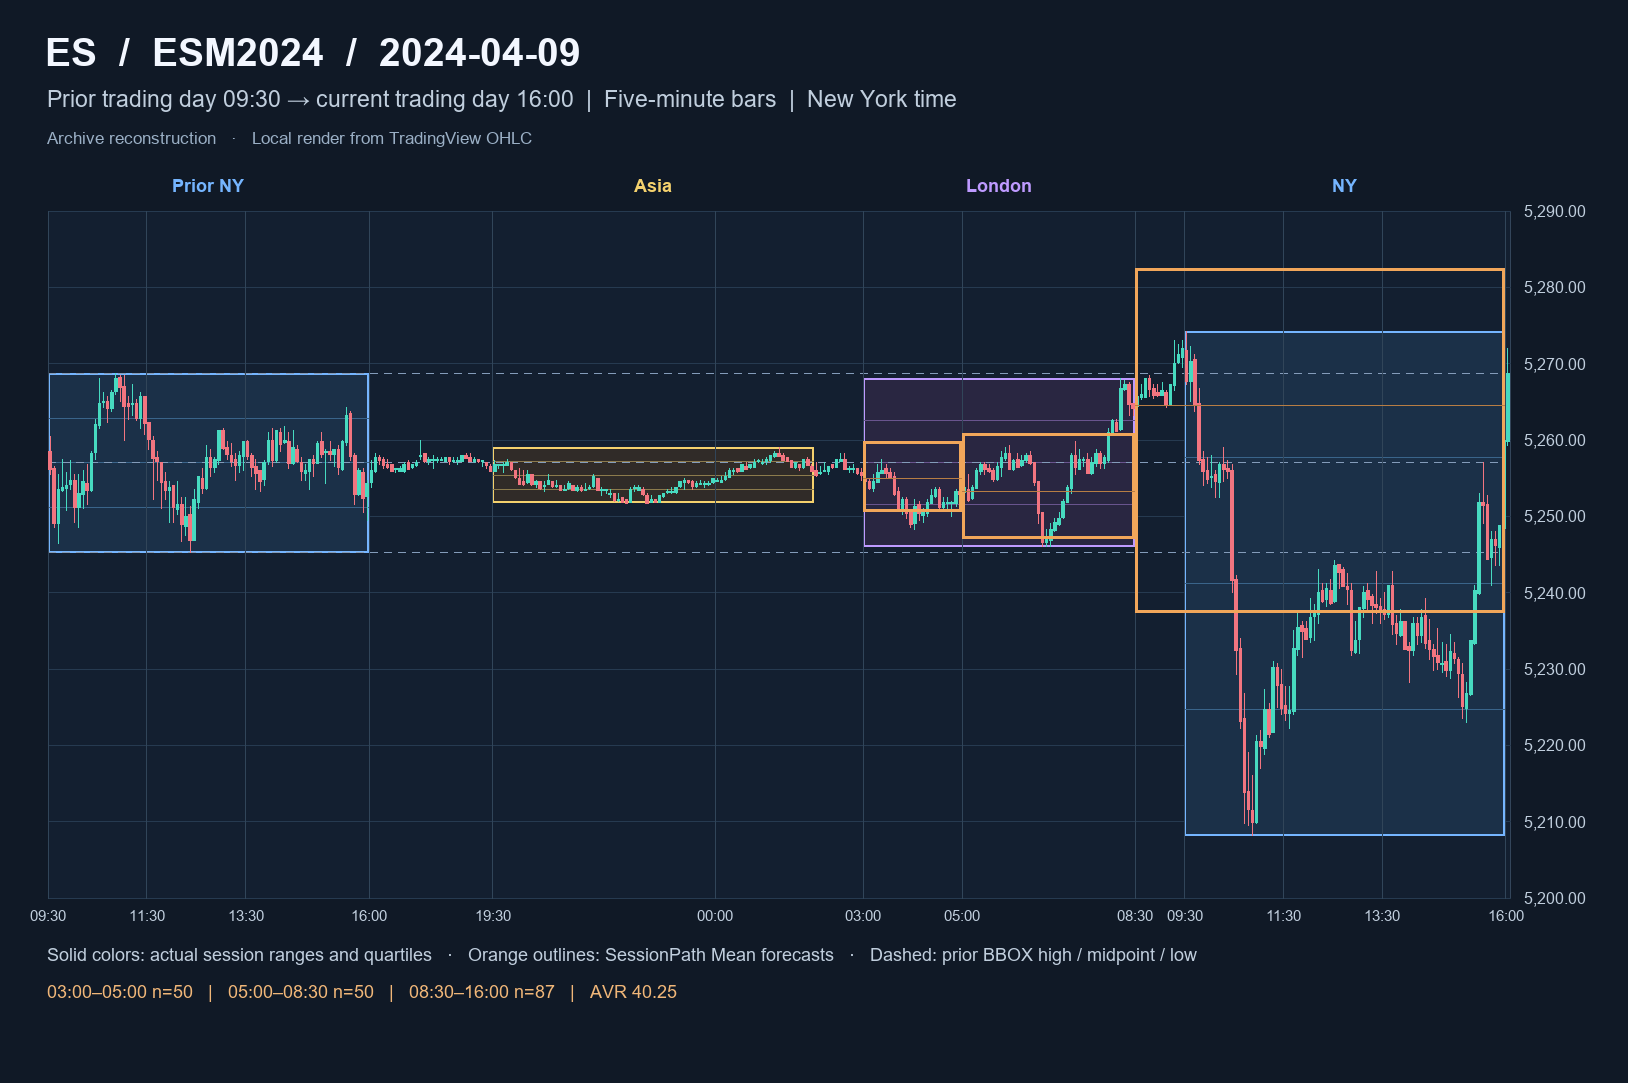 ES / ESM2024 / 2024-04-09
Prior trading day 09:30 → current trading day 16:00 | Five-minute bars | New York time
Archive reconstruction · Local render from TradingView OHLC
Prior NY Asia London NY
5,290.00
5,280.00
5,270.00
5,260.00
5,250.00
5,240.00
5,230.00
5,220.00
5,210.00
5,200.00
09:30 11:30 13:30 16:00 19:30 00:00 03:00 05:00 08:30 09:30 11:30 13:30 16:00
Solid colors: actual session ranges and quartiles · Orange outlines: SessionPath Mean forecasts · Dashed: prior BBOX high / midpoint / low
03:00–05:00 n=50 | 05:00–08:30 n=50 | 08:30–16:00 n=87 | AVR 40.25